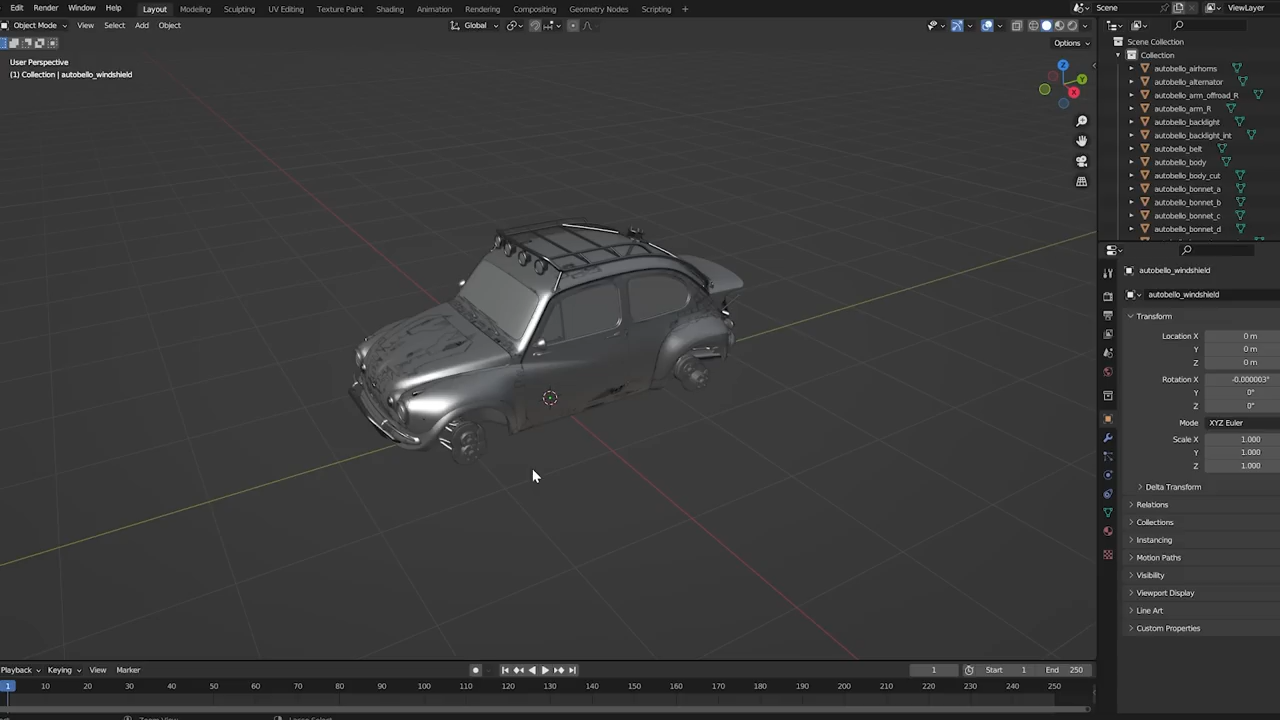 Edit Render Window Help Layout Modeling Sculpting UV Editing Texture Paint Shading Animation Rendering Compositing Geometry Nodes Scripting + Scene ViewLayer
Object Mode View Select Add Object Global
Options
User Perspective
(1) Collection | autobello_windshield
Z
Y
X
Scene Collection
Collection
autobello_airhorns
autobello_alternator
autobello_arm_offroad_R
autobello_arm_R
autobello_backlight
autobello_backlight_int
autobello_belt
autobello_body
autobello_body_cut
autobello_bonnet_a
autobello_bonnet_b
autobello_bonnet_c
autobello_bonnet_d
autobello_windshield
autobello_windshield
Transform
Location X 0 m
Y 0 m
Z 0 m
Rotation X -0.000003°
Y 0°
Z 0°
Mode XYZ Euler
Scale X 1.000
Y 1.000
Z 1.000
Delta Transform
Relations
Collections
Instancing
Motion Paths
Visibility
Viewport Display
Line Art
Custom Properties
Playback Keying View Marker 1 Start 1 End 250
1 10 20 30 40 50 60 70 80 90 100 110 120 130 140 150 160 170 180 190 200 210 220 230 240 250